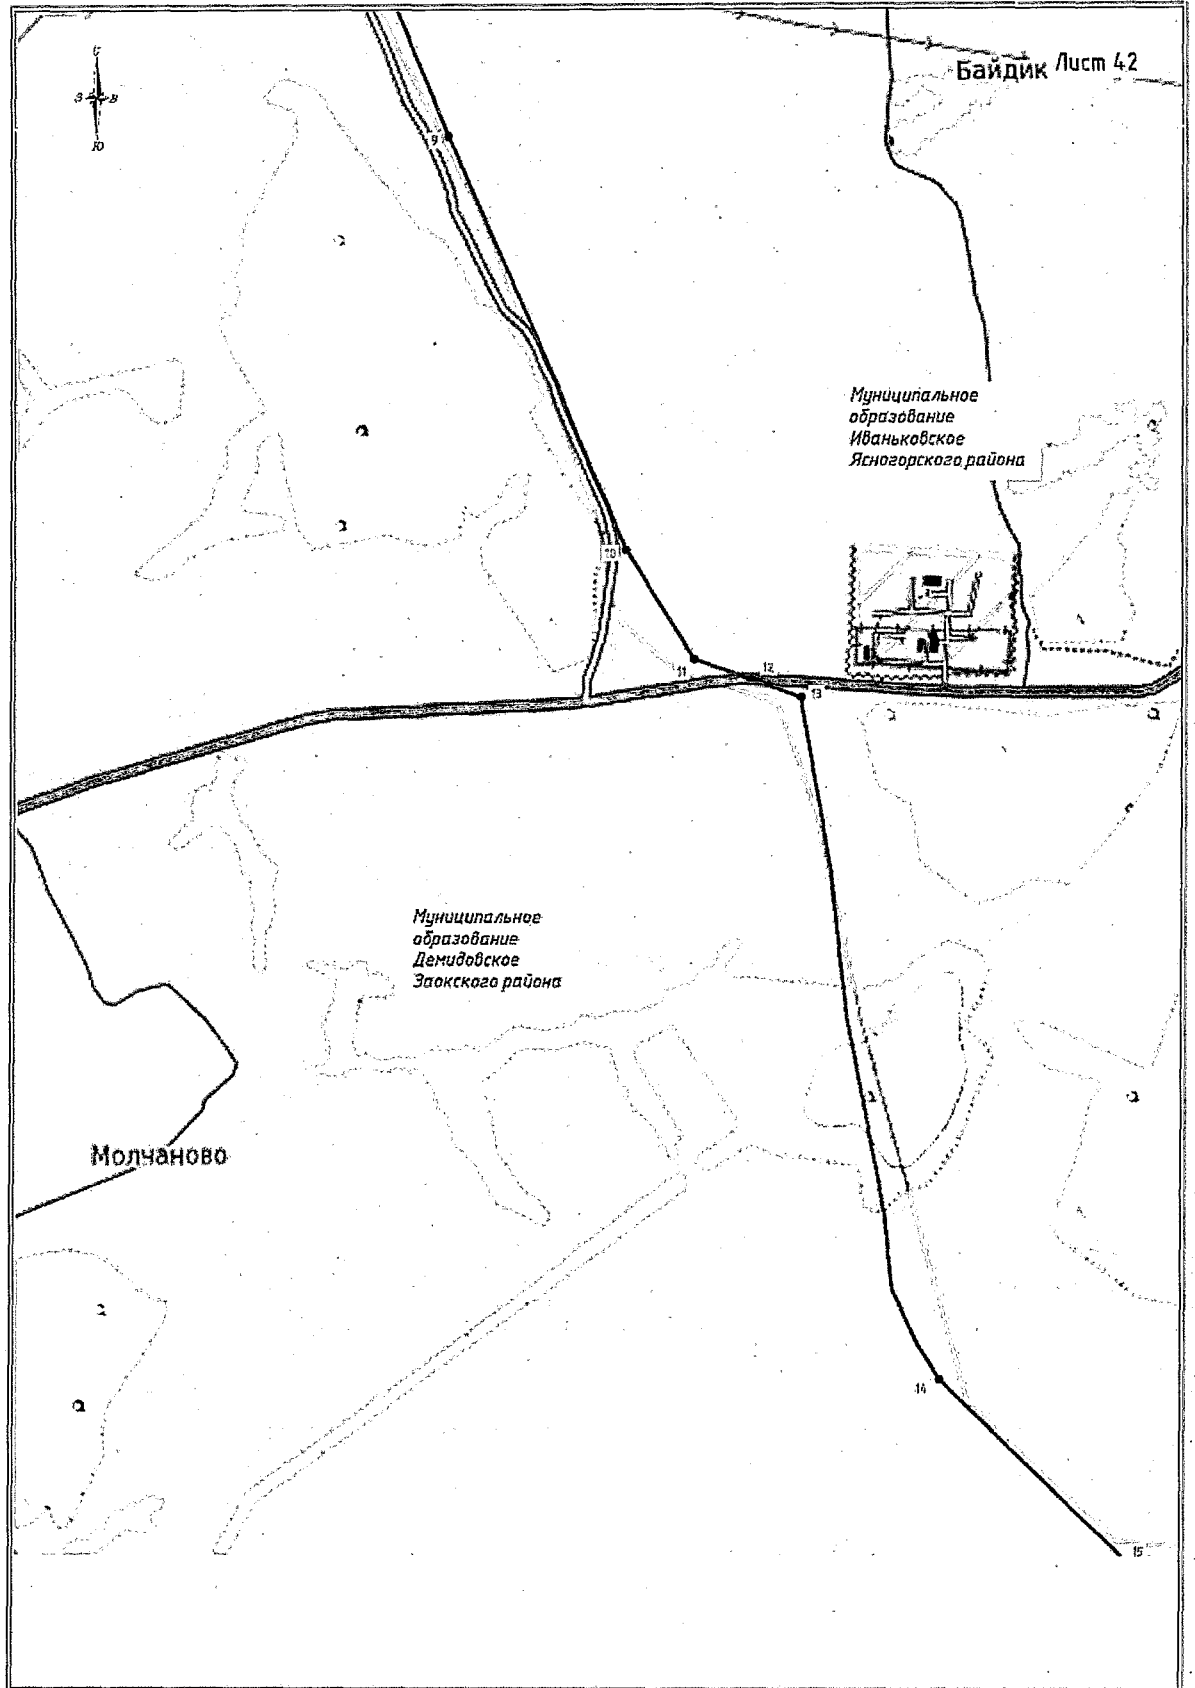 С
З В
Ю
Байдик Лист 42
9
Муниципальное
образование
Иваньковское
Ясногорского района
10
11
12
13
Муниципальное
образование
Демидовское
Заокского района
Молчаново
14
15